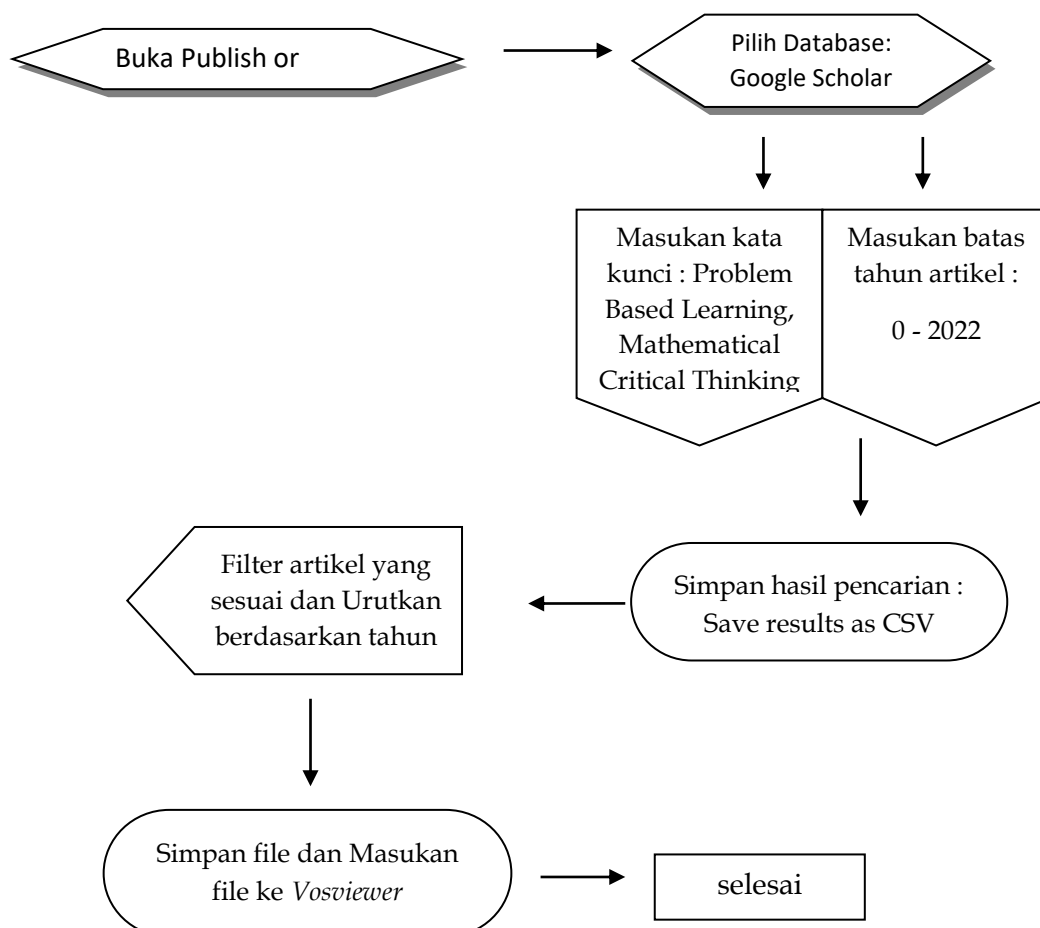 Buka Publish or
Pilih Database:
Google Scholar
Masukan kata
kunci : Problem
Based Learning,
Mathematical
Critical Thinking
Masukan batas
tahun artikel :
0 - 2022
Simpan hasil pencarian :
Save results as CSV
Filter artikel yang
sesuai dan Urutkan
berdasarkan tahun
Simpan file dan Masukan
file ke Vosviewer
selesai